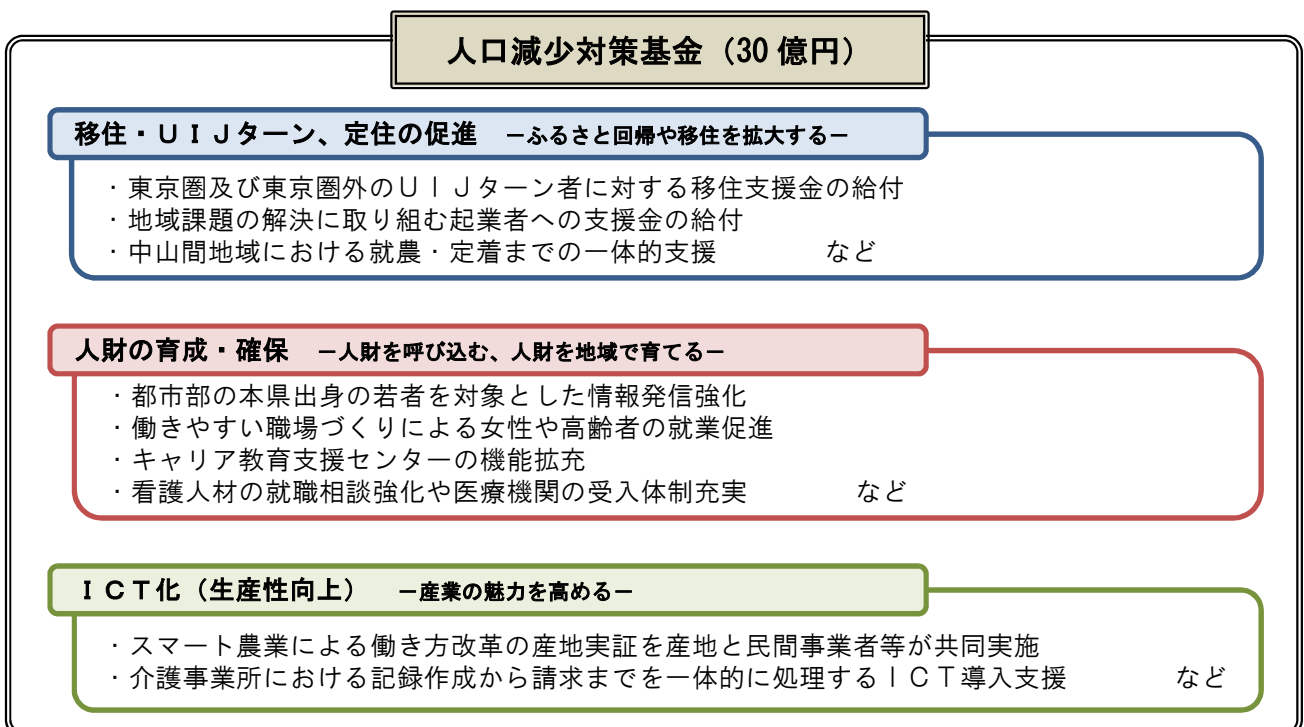 人口減少対策基金（30 億円）
移住・ＵＩＪターン、定住の促進　－ふるさと回帰や移住を拡大する－
・東京圏及び東京圏外のＵＩＪターン者に対する移住支援金の給付
・地域課題の解決に取り組む起業者への支援金の給付
・中山間地域における就農・定着までの一体的支援　　　　など
人財の育成・確保　－人財を呼び込む、人財を地域で育てる－
・都市部の本県出身の若者を対象とした情報発信強化
・働きやすい職場づくりによる女性や高齢者の就業促進
・キャリア教育支援センターの機能拡充
・看護人材の就職相談強化や医療機関の受入体制充実　　　　など
ＩＣＴ化（生産性向上）　－産業の魅力を高める－
・スマート農業による働き方改革の産地実証を産地と民間事業者等が共同実施
・介護事業所における記録作成から請求までを一体的に処理するＩＣＴ導入支援　　　　など